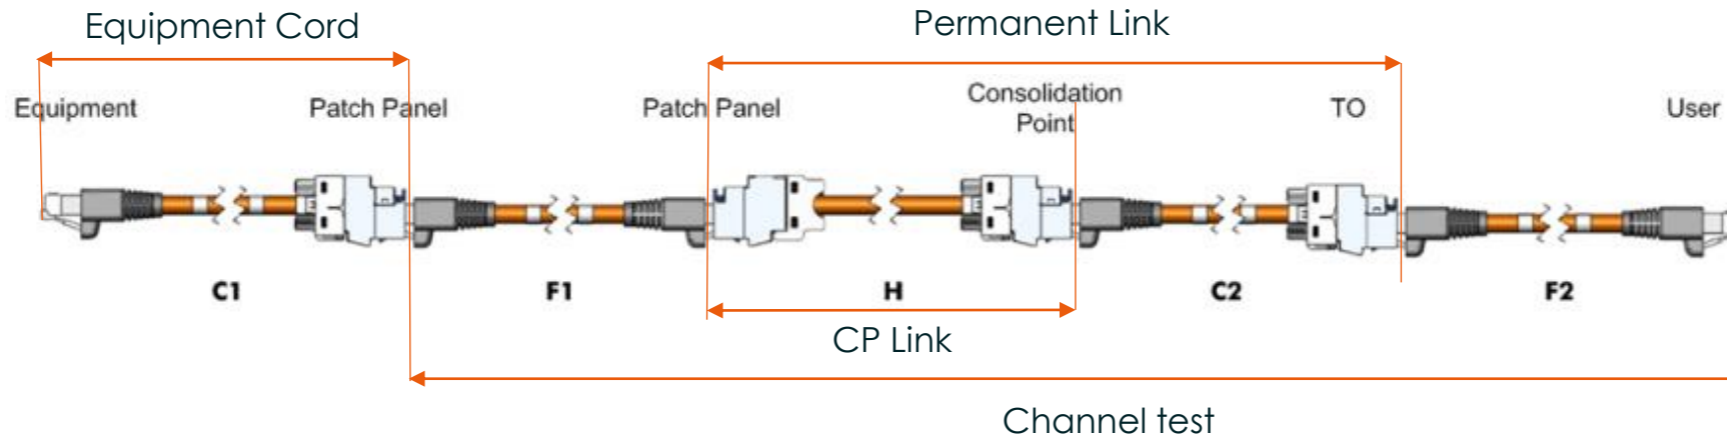 Equipment Cord
Permanent Link
Equipment
Patch Panel
Patch Panel
Consolidation
Point
TO
User
C1
F1
H
C2
F2
CP Link
Channel test